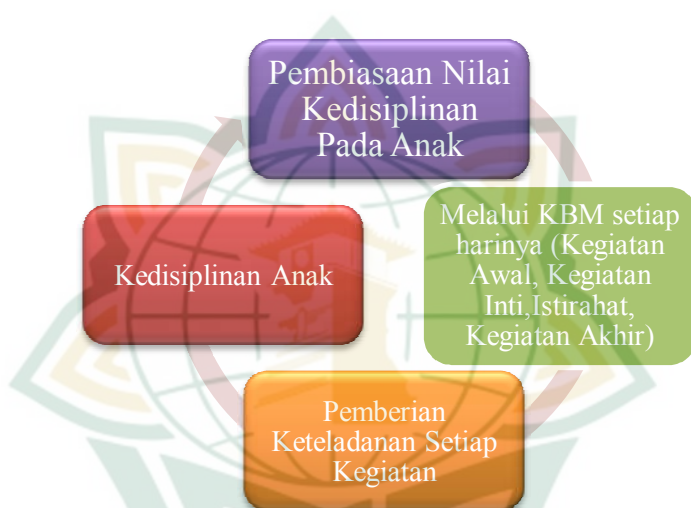 Pembiasaan Nilai
Kedisiplinan
Pada Anak
Melalui KBM setiap
harinya (Kegiatan
Awal, Kegiatan
Inti,Istirahat,
Kegiatan Akhir)
Pemberian
Keteladanan Setiap
Kegiatan
Kedisiplinan Anak